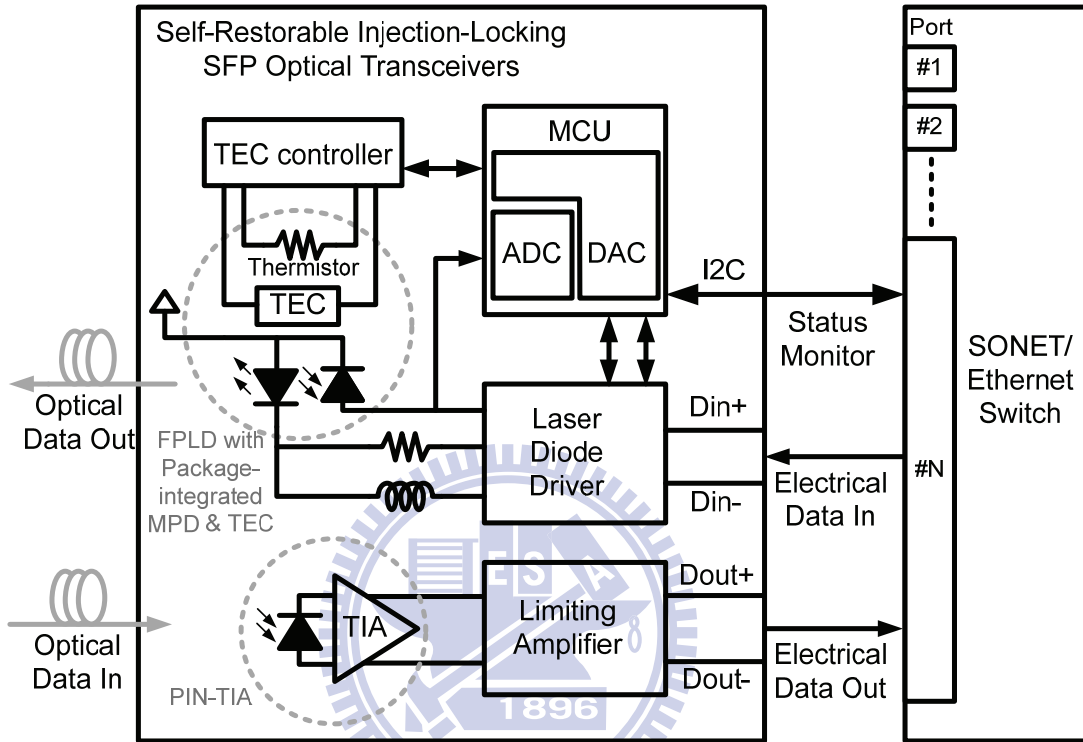 Self-Restorable Injection-Locking
SFP Optical Transceivers
Port
#1
#2
#N
TEC controller
MCU
ADC
DAC
Thermistor
TEC
I2C
Status
Monitor
SONET/
Ethernet
Switch
Optical
Data Out
FPLD with
Package-
integrated
MPD & TEC
Laser
Diode
Driver
Din+
Din-
Electrical
Data In
Optical
Data In
TIA
PIN-TIA
Limiting
Amplifier
Dout+
Dout-
Electrical
Data Out
E S A
1896